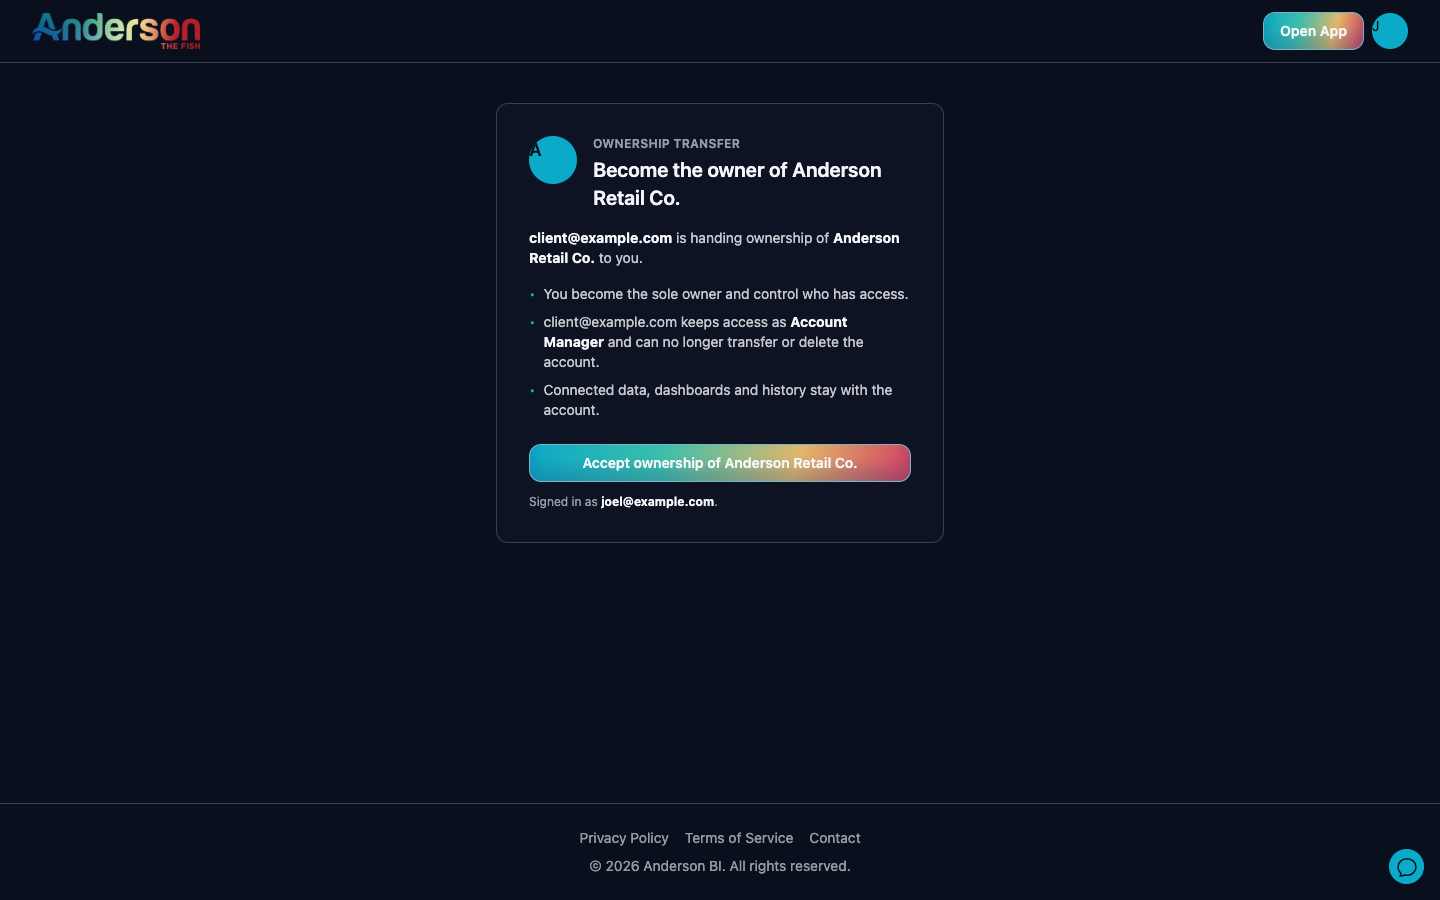 Anderson
THE FISH
Open App
J
A
OWNERSHIP TRANSFER
Become the owner of Anderson
Retail Co.
client@example.com is handing ownership of Anderson
Retail Co. to you.
• You become the sole owner and control who has access.
• client@example.com keeps access as Account
Manager and can no longer transfer or delete the
account.
• Connected data, dashboards and history stay with the
account.
Accept ownership of Anderson Retail Co.
Signed in as joel@example.com.
Privacy Policy Terms of Service Contact
© 2026 Anderson BI. All rights reserved.